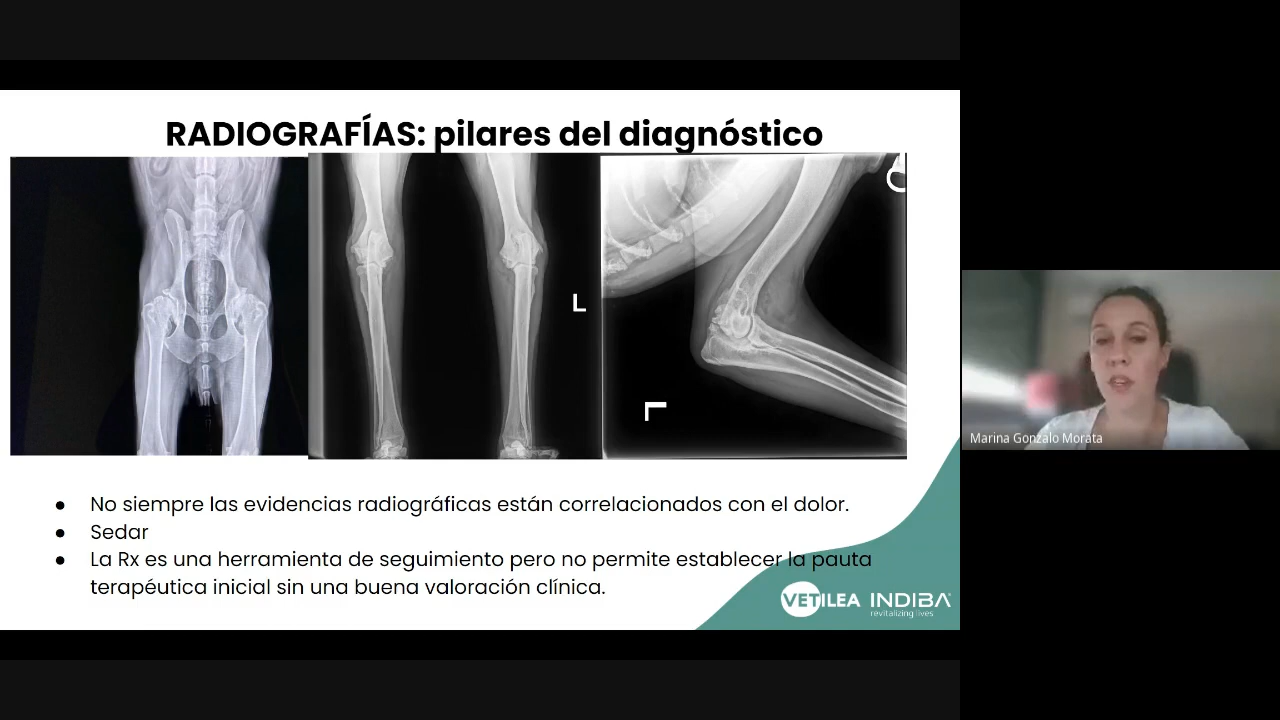 RADIOGRAFÍAS: pilares del diagnóstico
L
● No siempre las evidencias radiográficas están correlacionados con el dolor.
● Sedar
● La Rx es una herramienta de seguimiento pero no permite establecer la pauta
terapéutica inicial sin una buena valoración clínica.
VETILEA INDIBA®
revitalizing lives
Marina Gonzalo Morata